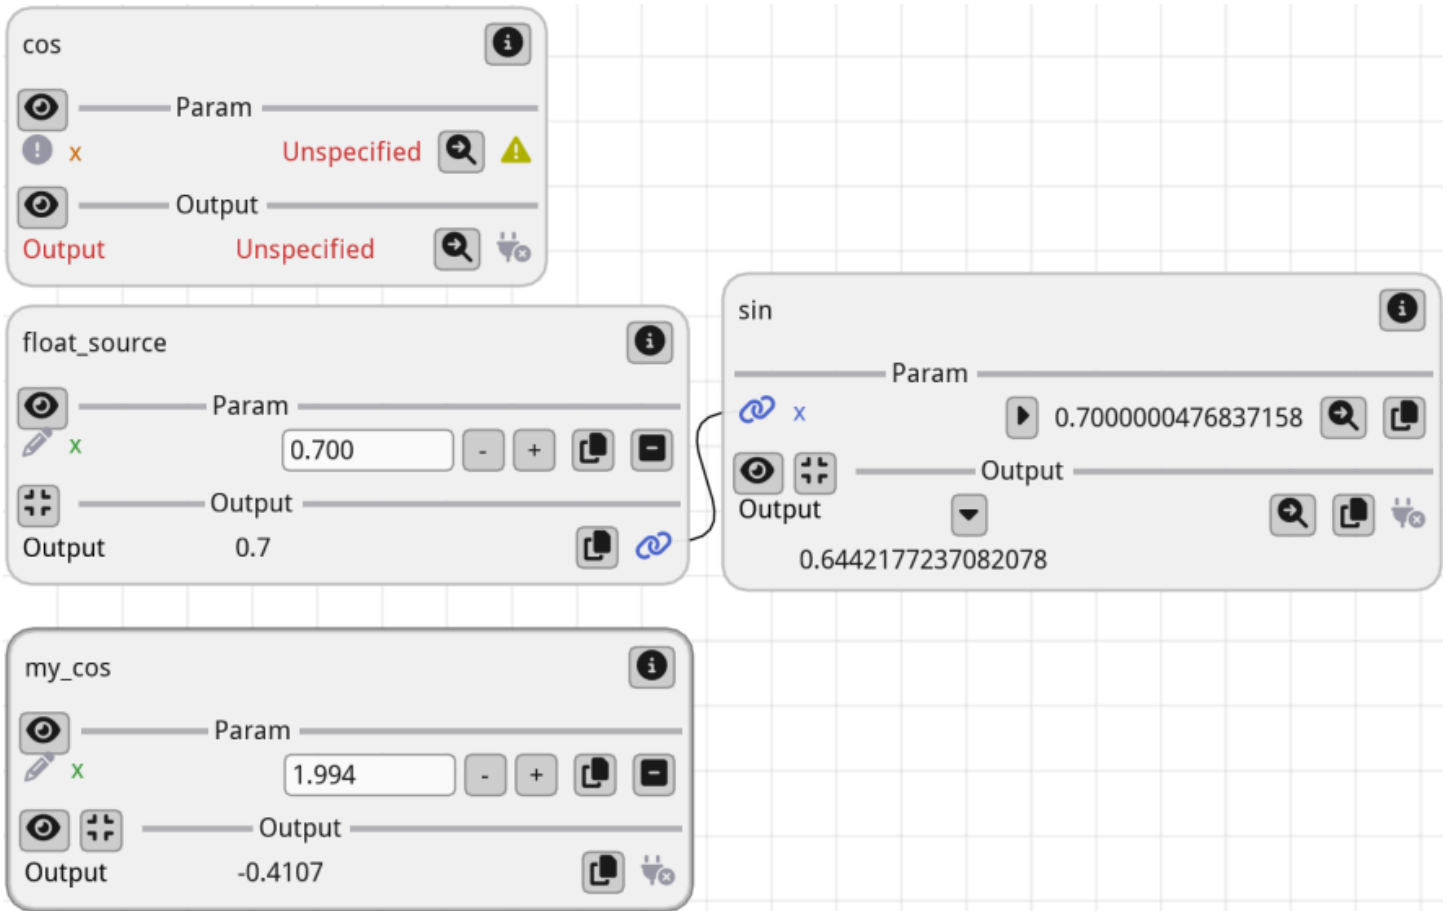 cos
Param
x Unspecified
Output
Output Unspecified
float_source
Param
x 0.700 - +
Output
Output 0.7
sin
Param
x 0.7000000476837158
Output
Output
0.6442177237082078
my_cos
Param
x 1.994 - +
Output
Output -0.4107